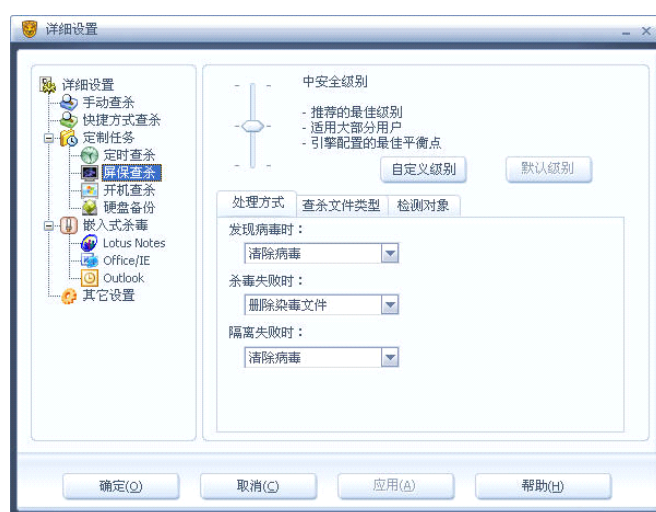 详细设置
详细设置
手动查杀
快捷方式查杀
定制任务
定时查杀
屏保查杀
开机查杀
硬盘备份
嵌入式杀毒
Lotus Notes
Office/IE
Outlook
其它设置
中安全级别
- 推荐的最佳级别
- 适用大部分用户
- 引擎配置的最佳平衡点
自定义级别
默认级别
处理方式 查杀文件类型 检测对象
发现病毒时：
清除病毒
杀毒失败时：
删除染毒文件
隔离失败时：
清除病毒
确定(O) 取消(C) 应用(A) 帮助(H)